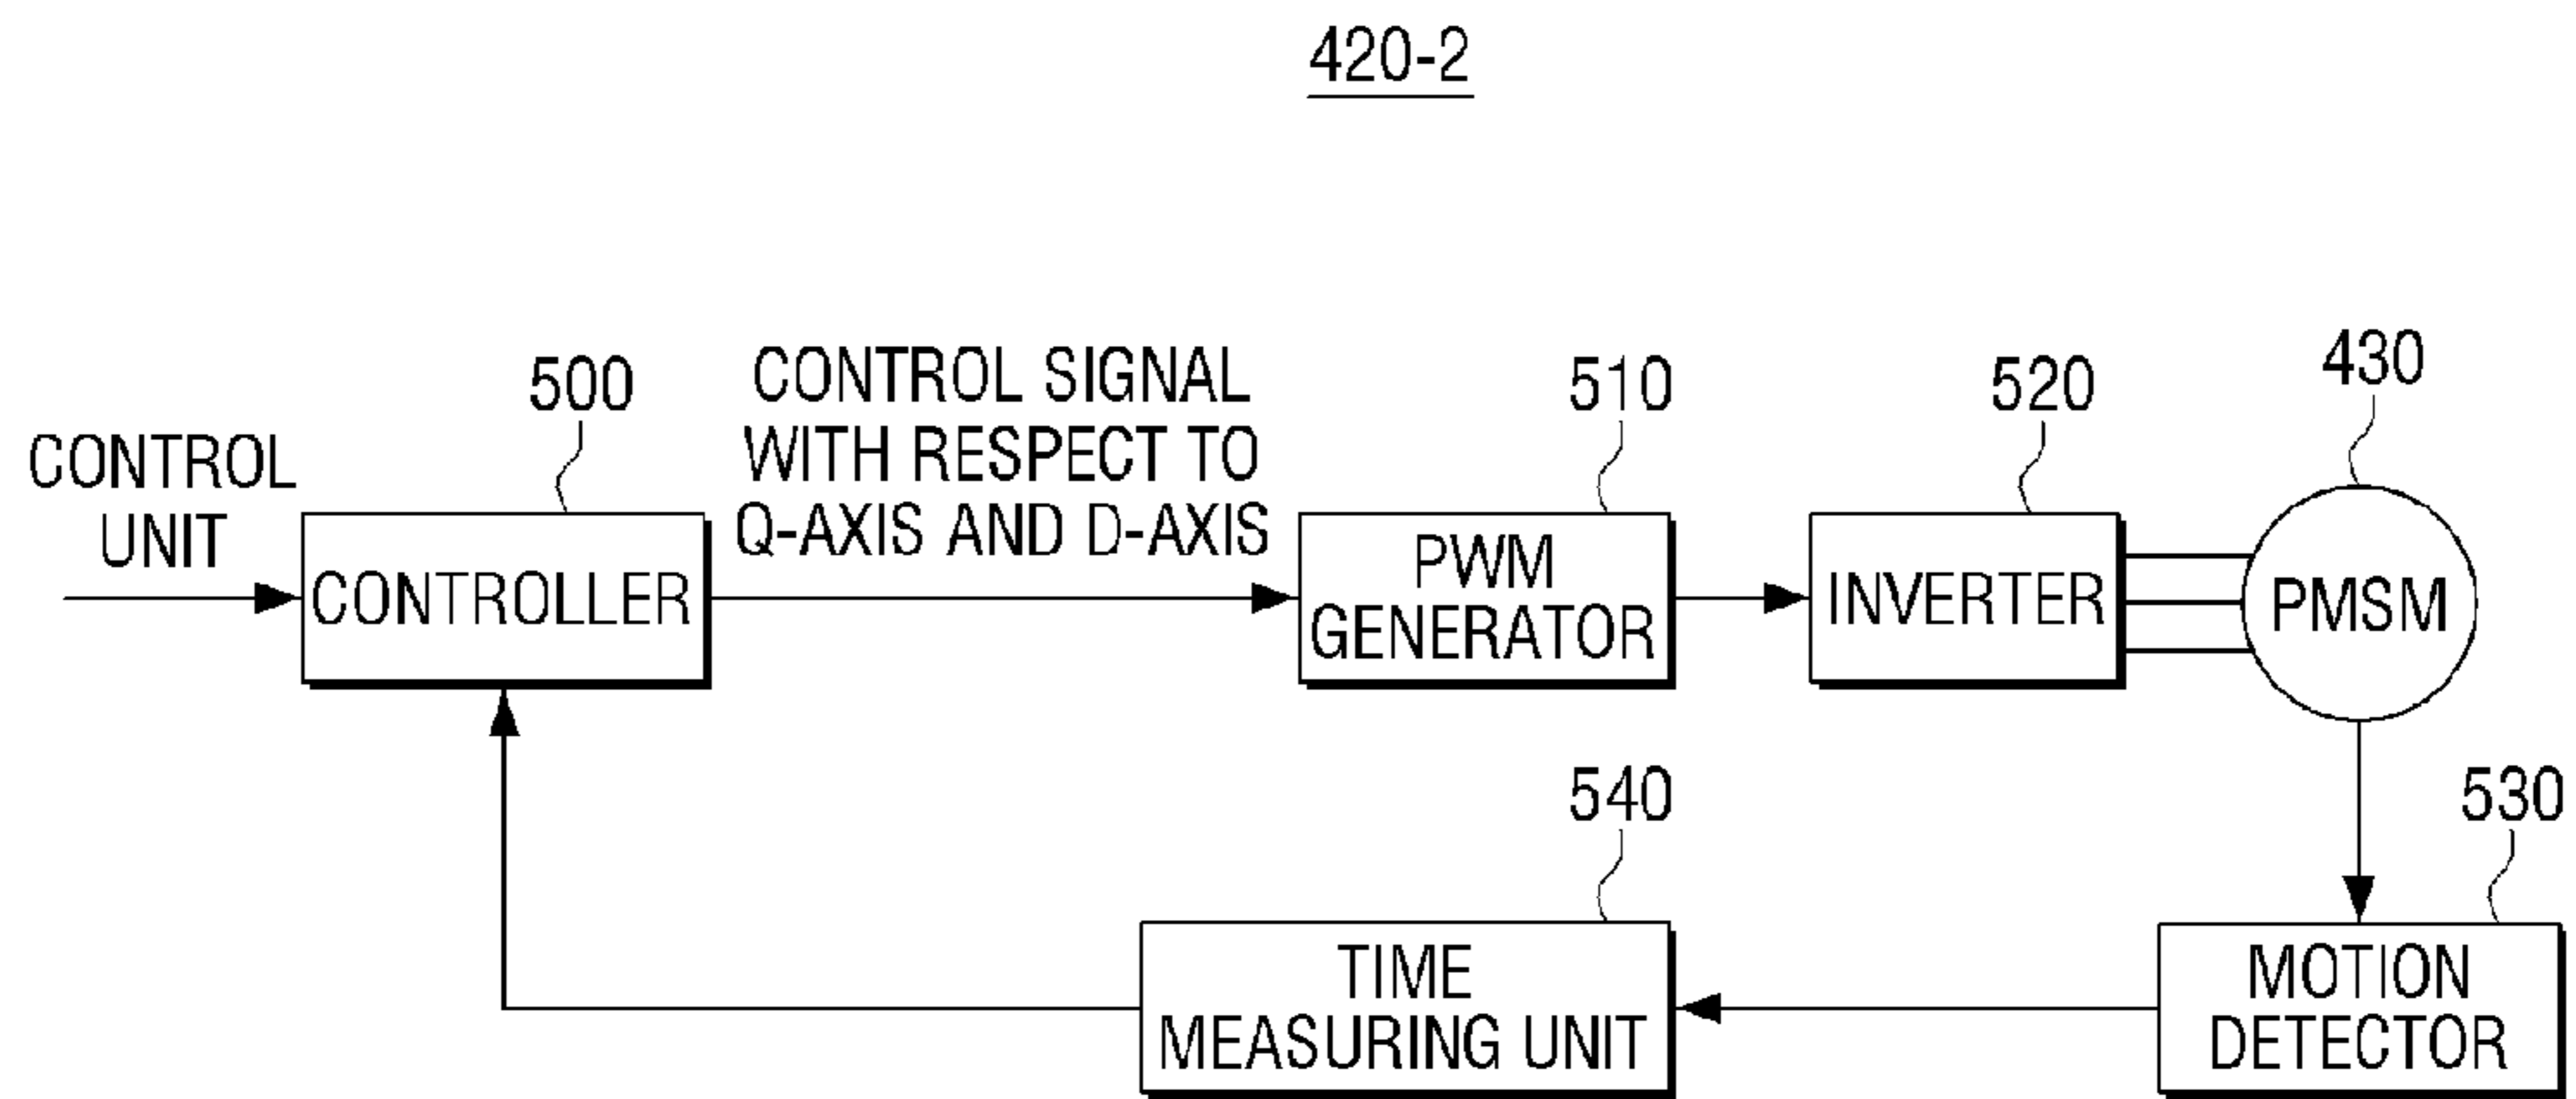 420-2
CONTROL
UNIT
500
CONTROLLER
CONTROL SIGNAL
WITH RESPECT TO
Q-AXIS AND D-AXIS
510
PWM
GENERATOR
520
INVERTER
430
PMSM
540
TIME
MEASURING UNIT
530
MOTION
DETECTOR